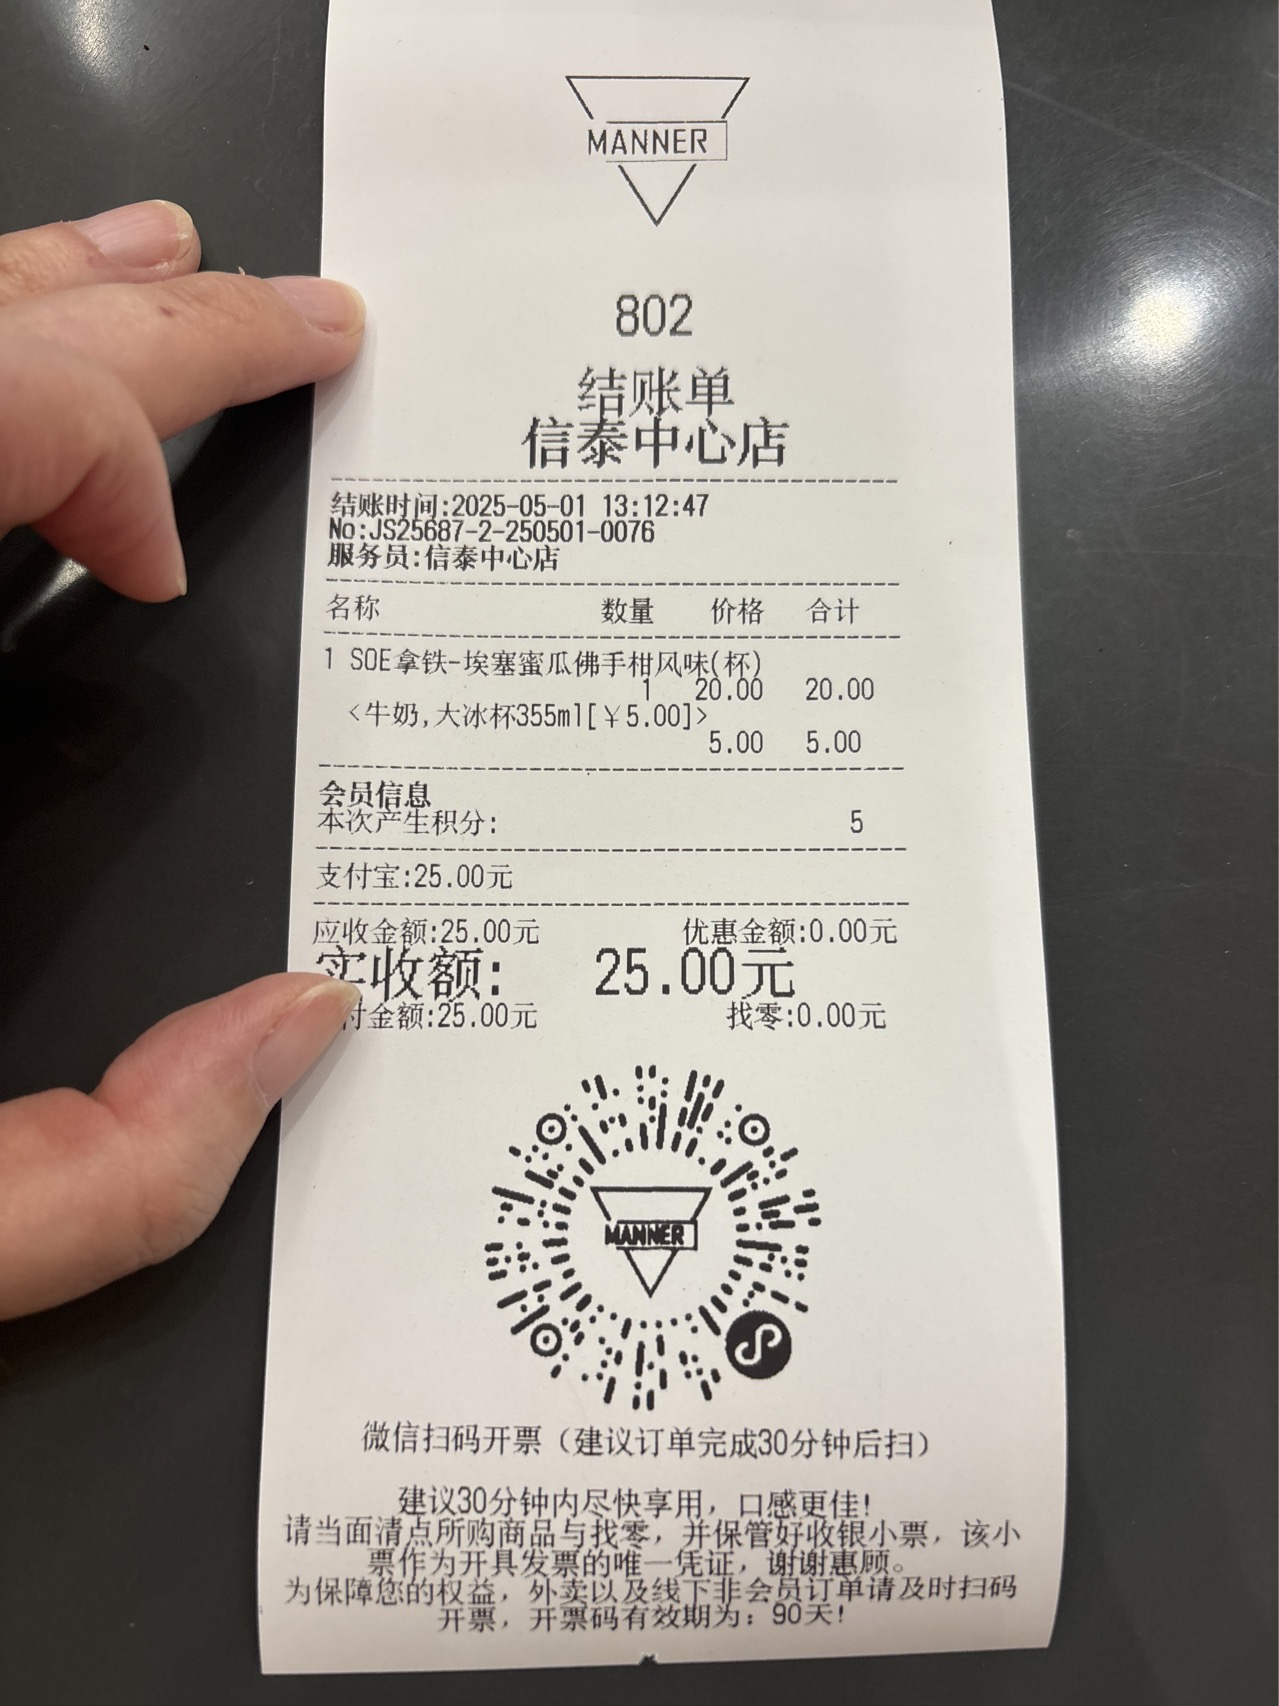 MANNER
802
结账单
信泰中心店
结账时间:2025-05-01 13:12:47
No:JS25687-2-250501-0076
服务员:信泰中心店
名称 数量 价格 合计
1 SOE拿铁-埃塞蜜瓜佛手柑风味(杯)
1 20.00 20.00
<牛奶,大冰杯355ml[￥5.00]>
5.00 5.00
会员信息
本次产生积分: 5
支付宝:25.00元
应收金额:25.00元 优惠金额:0.00元
实收额: 25.00元
付金额:25.00元 找零:0.00元
MANNER
微信扫码开票（建议订单完成30分钟后扫）
建议30分钟内尽快享用，口感更佳!
请当面清点所购商品与找零，并保管好收银小票，该小
票作为开具发票的唯一凭证，谢谢惠顾。
为保障您的权益，外卖以及线下非会员订单请及时扫码
开票，开票码有效期为：90天!